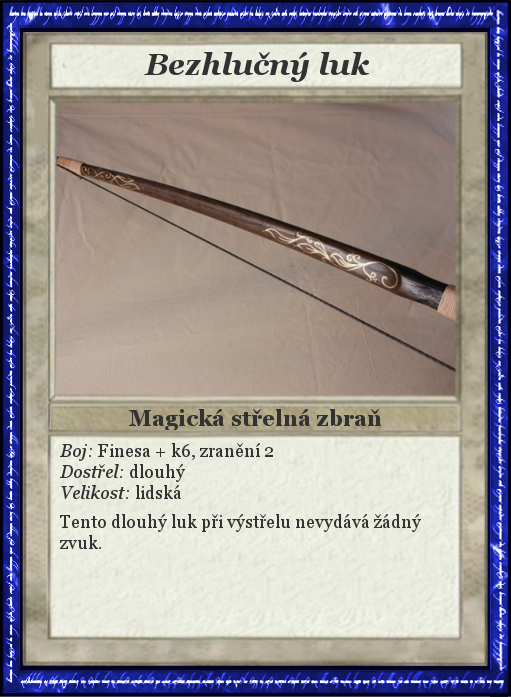 Bezhlučný luk
Magická střelná zbraň
Boj: Finesa + k6, zranění 2
Dostřel: dlouhý
Velikost: lidská
Tento dlouhý luk při výstřelu nevydává žádný
zvuk.